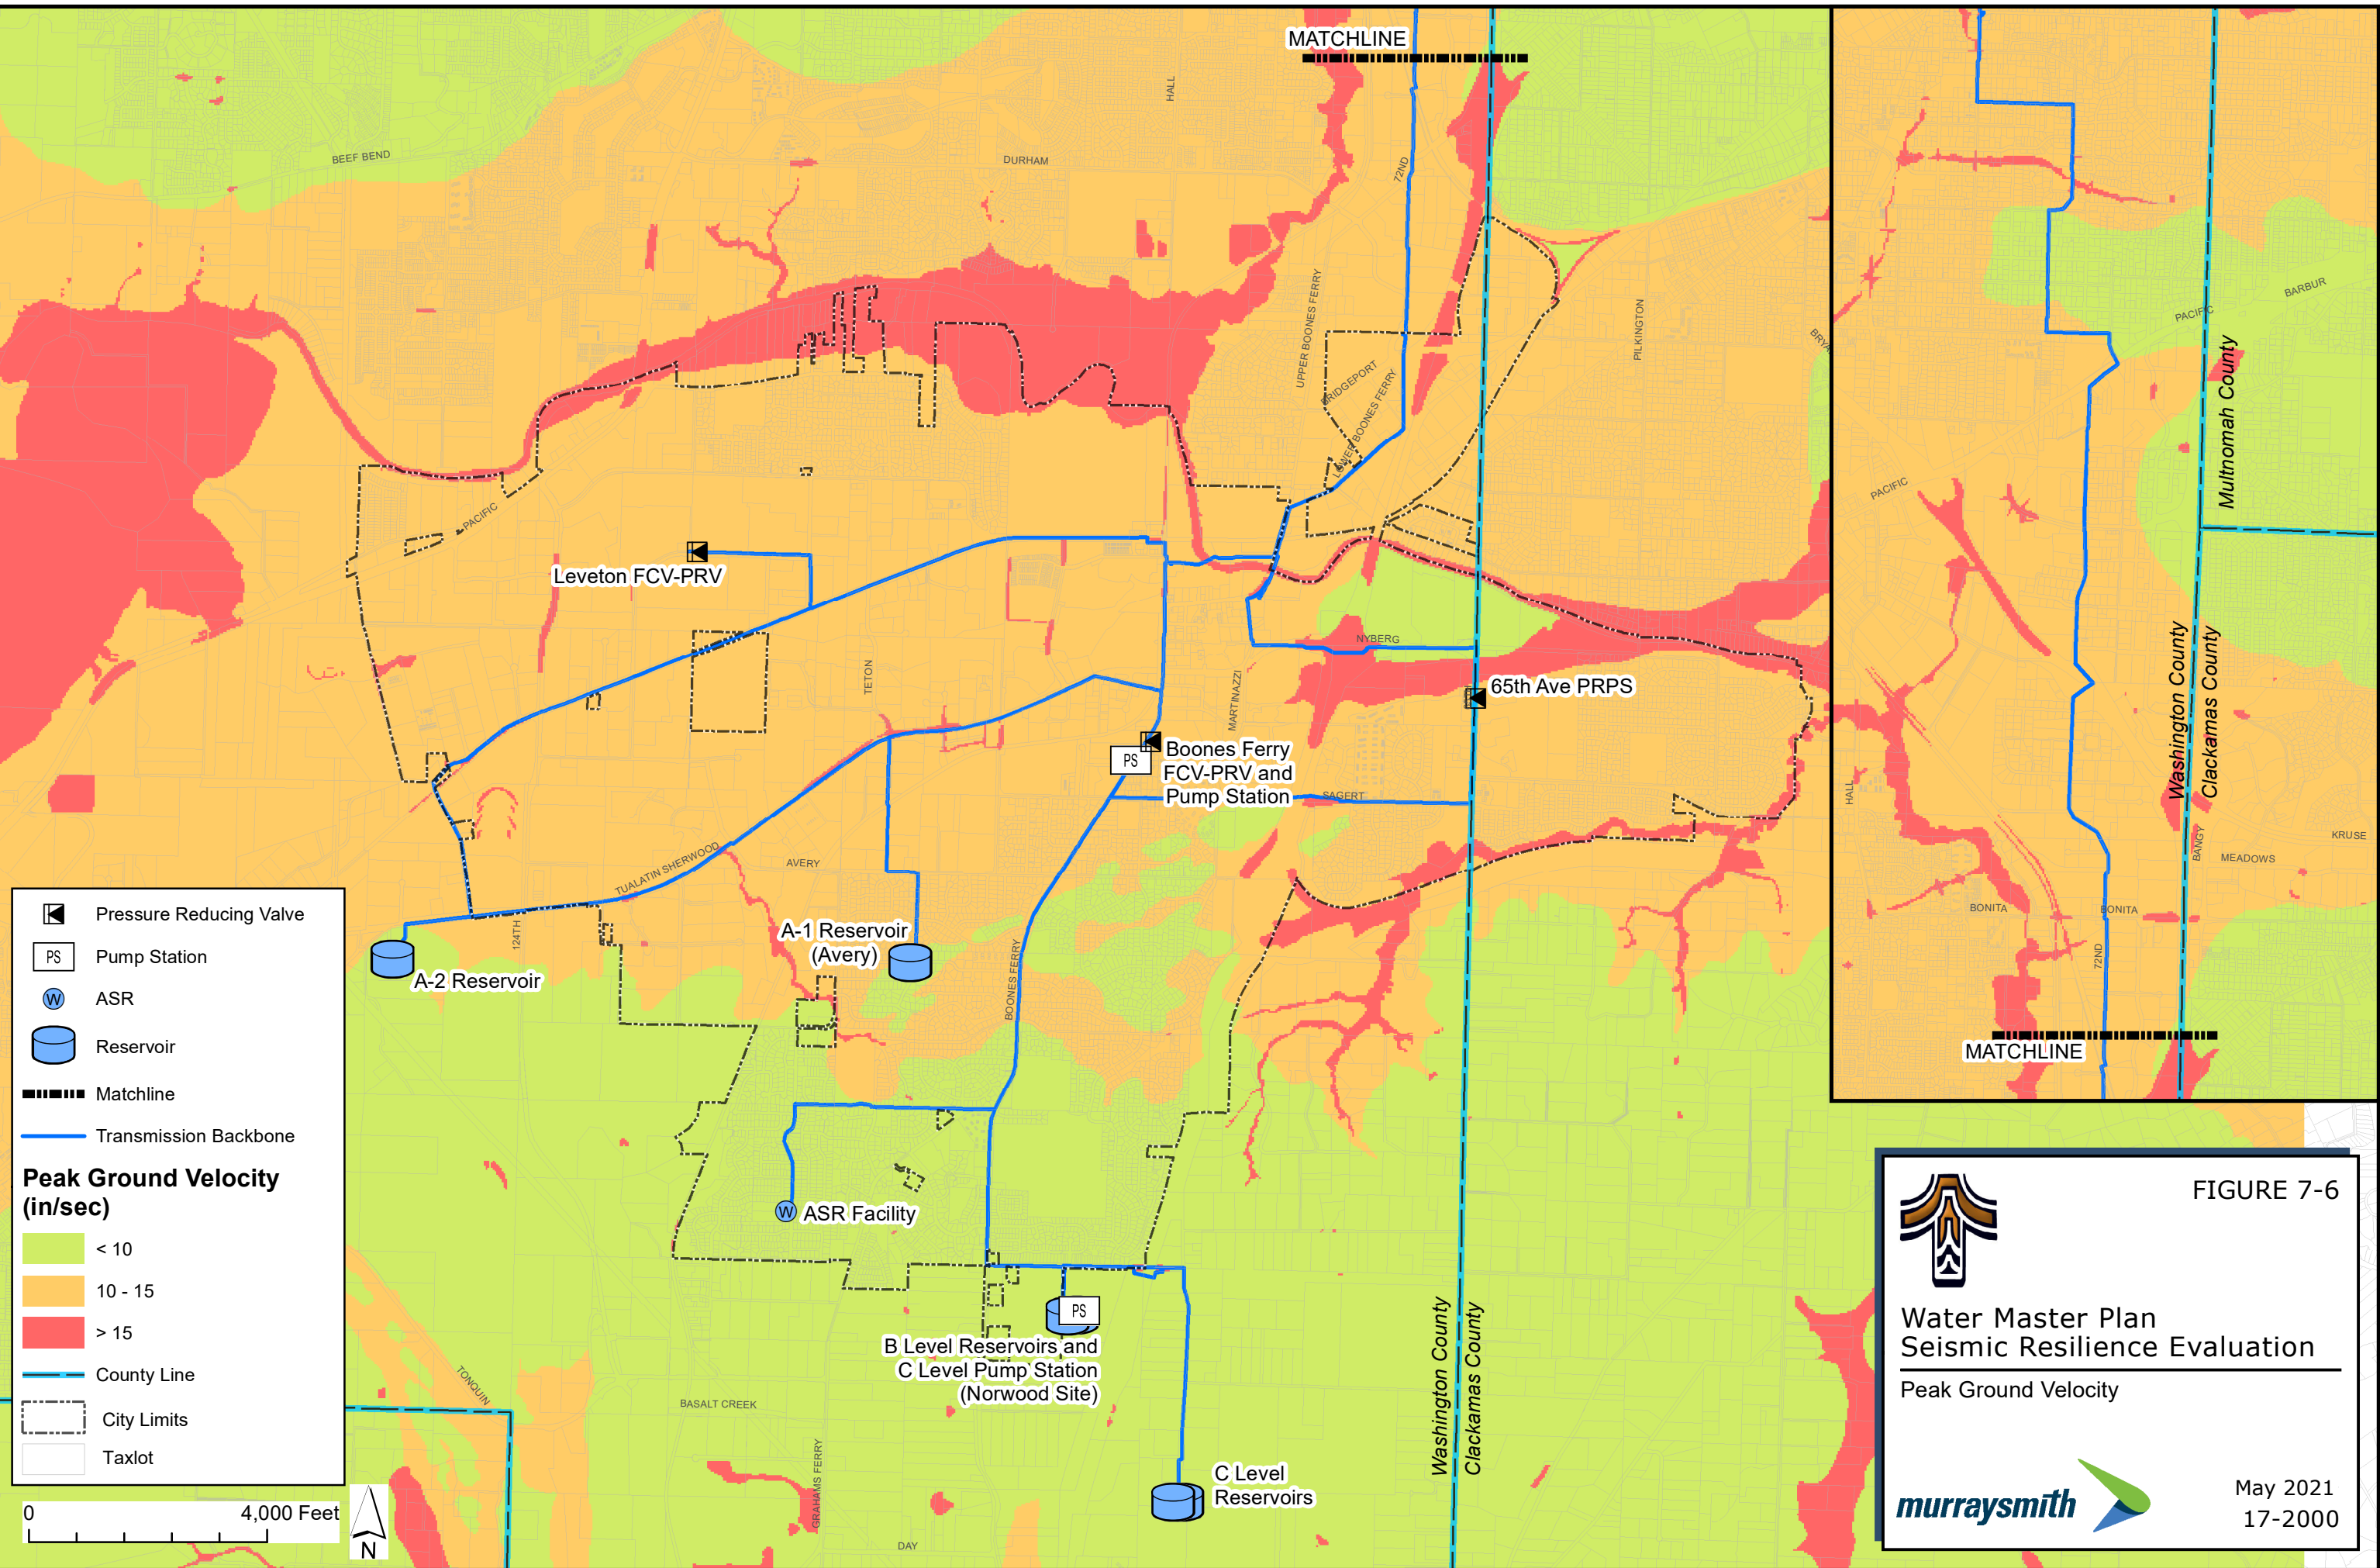 MATCHLINE
HALL
BEEF BEND
DURHAM
72ND
UPPER BOONES FERRY
BRIDGEPORT
LOWER BOONES FERRY
PILKINGTON
PACIFIC
Leveton FCV-PRV
TETON
NYBERG
MARTINAZZI
65th Ave PRPS
PS
Boones Ferry
FCV-PRV and
Pump Station
SAGERT
TUALATIN SHERWOOD
AVERY
124TH
A-1 Reservoir
(Avery)
A-2 Reservoir
BOONES FERRY
W
ASR Facility
PS
B Level Reservoirs and
C Level Pump Station
(Norwood Site)
BASALT CREEK
TONQUIN
GRAHAMS FERRY
DAY
C Level
Reservoirs
Washington County
Clackamas County
PACIFIC
BARBUR
Multnomah County
PACIFIC
Washington County
Clackamas County
HALL
BANGY
KRUSE
MEADOWS
BONITA
BONITA
72ND
MATCHLINE
Pressure Reducing Valve
PS
Pump Station
W
ASR
Reservoir
Matchline
Transmission Backbone
Peak Ground Velocity
(in/sec)
< 10
10 - 15
> 15
County Line
City Limits
Taxlot
0
4,000 Feet
N
FIGURE 7-6
Water Master Plan
Seismic Resilience Evaluation
Peak Ground Velocity
murraysmith
May 2021
17-2000